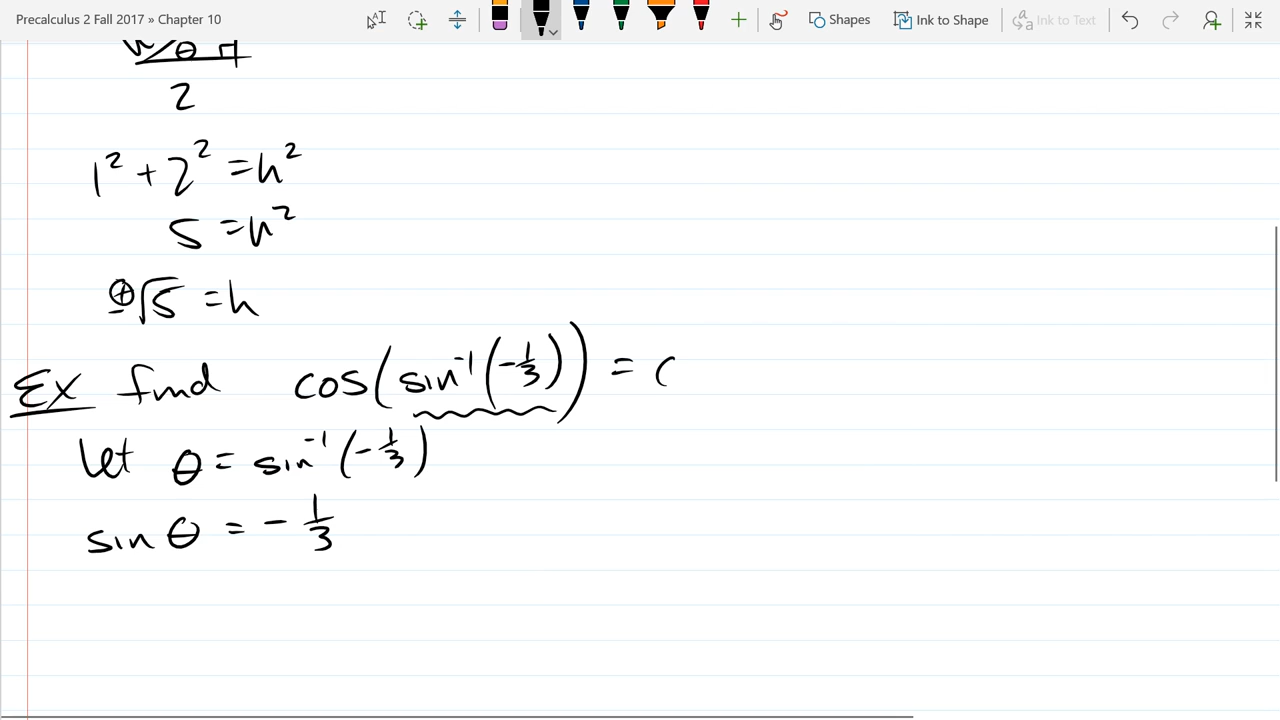 Precalculus 2 Fall 2017 » Chapter 10
Shapes
Ink to Shape
Ink to Text
θ
2
1² + 2² = h²
5 = h²
±√5 = h
Ex find cos(sin⁻¹(-1/3)) = c
Let θ = sin⁻¹(-1/3)
sin θ = - 1/3